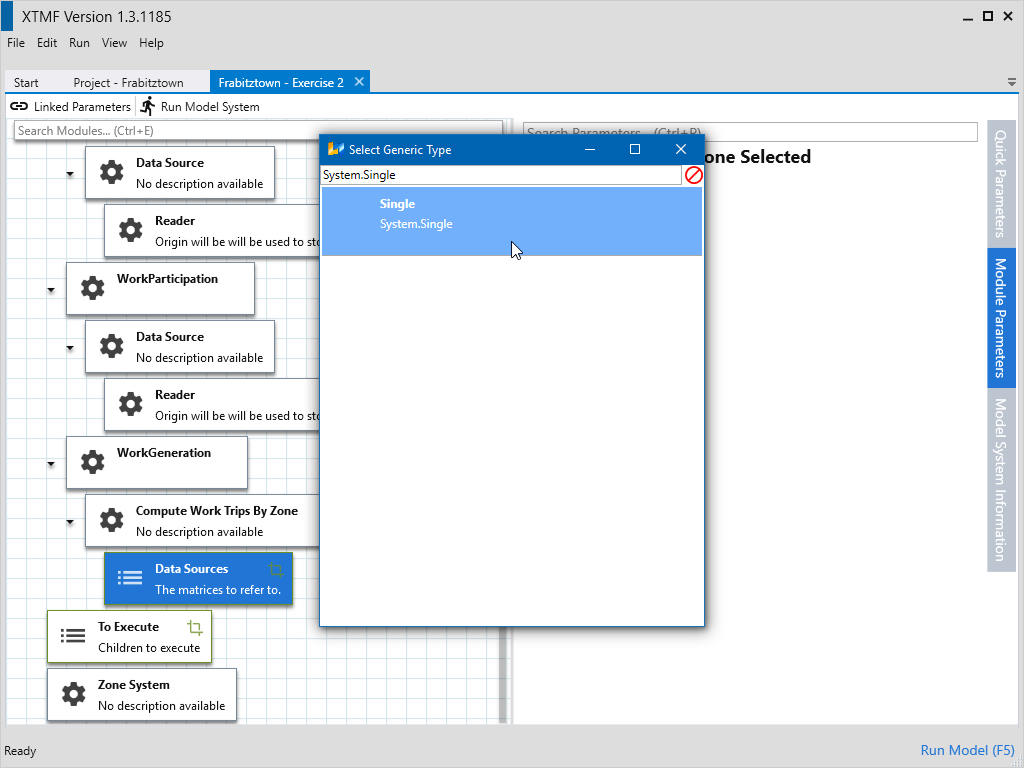 XTMF Version 1.3.1185
File Edit Run View Help
Start Project - Frabitztown Frabitztown - Exercise 2
Linked Parameters Run Model System
Search Modules... (Ctrl+E)
Search Parameters... (Ctrl+P)
one Selected
Data Source
No description available
Reader
Origin will be will be used to sto
WorkParticipation
Data Source
No description available
Reader
Origin will be will be used to sto
WorkGeneration
Compute Work Trips By Zone
No description available
Data Sources
The matrices to refer to.
To Execute
Children to execute
Zone System
No description available
Select Generic Type
System.Single
Single
System.Single
Quick Parameters
Module Parameters
Model System Information
Ready
Run Model (F5)